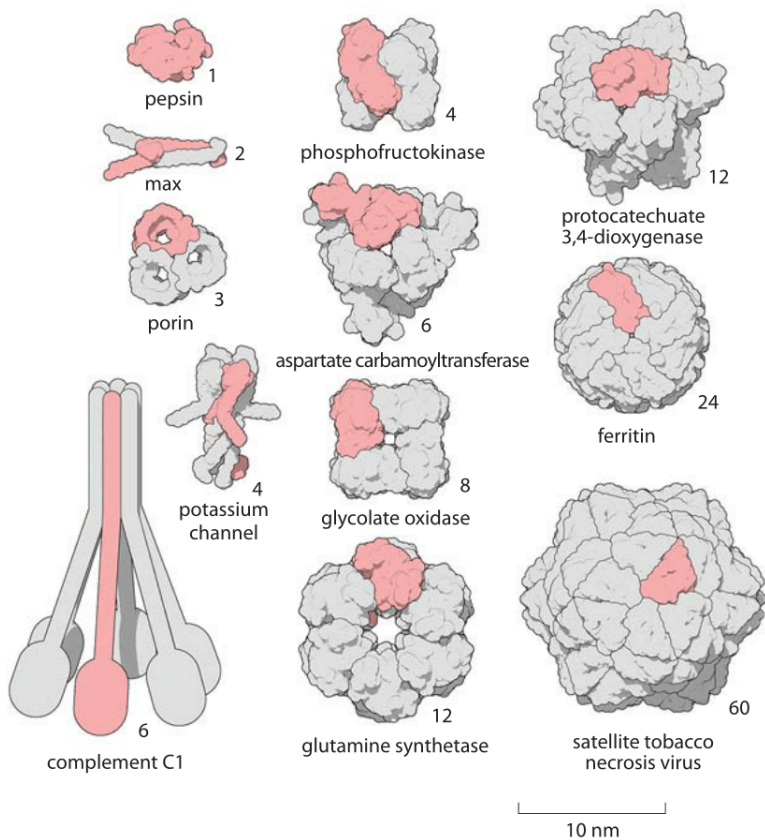 1
pepsin
2
max
3
porin
4
potassium
channel
6
complement C1
4
phosphofructokinase
6
aspartate carbamoyltransferase
8
glycolate oxidase
12
glutamine synthetase
12
protocatechuate
3,4-dioxygenase
24
ferritin
60
satellite tobacco
necrosis virus
10 nm